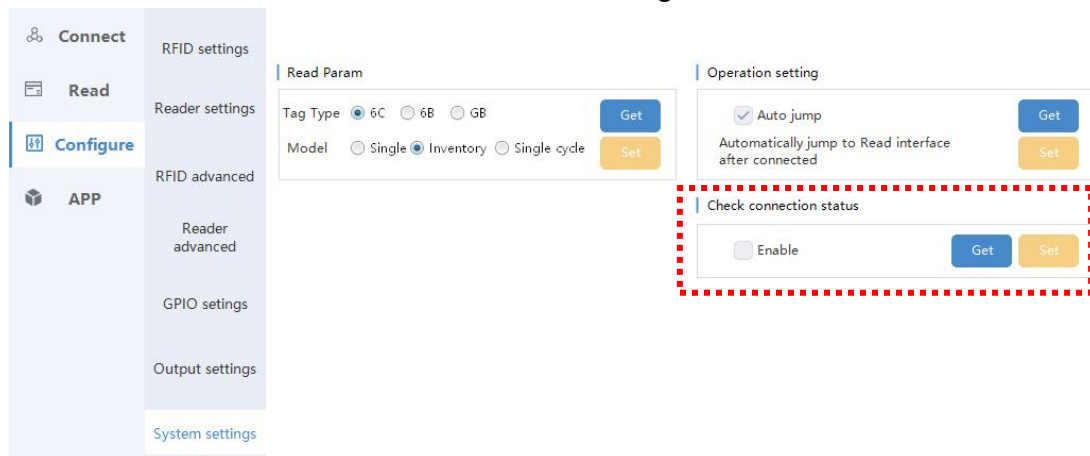 Connect
Read
Configure
APP
RFID settings
Reader settings
RFID advanced
Reader
advanced
GPIO setings
Output settings
System settings
Read Param
Tag Type 6C 6B GB Get
Model Single Inventory Single cycle Set
Operation setting
Auto jump Get
Automatically jump to Read interface
after connected
Set
Check connection status
Enable Get Set